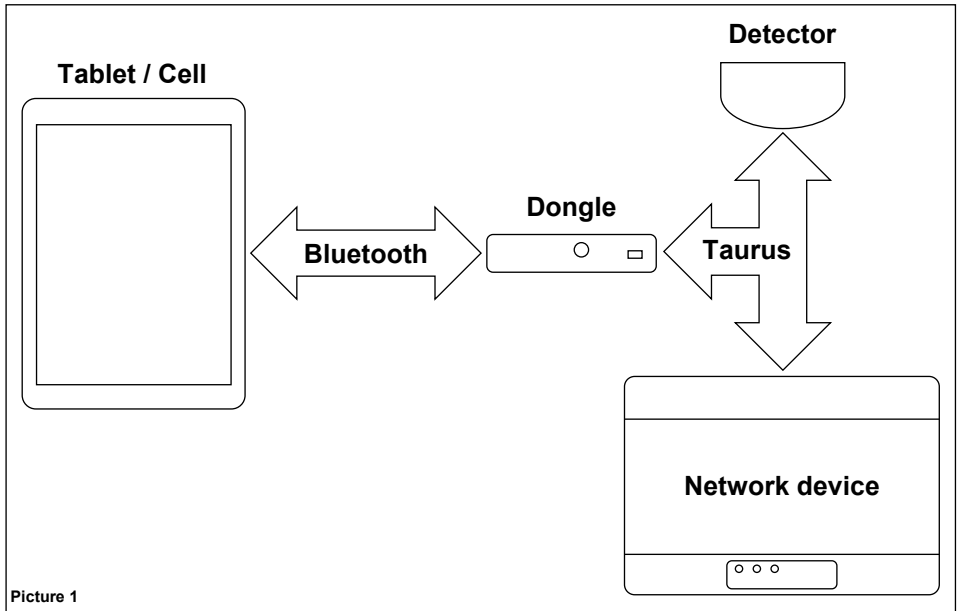 Detector
Tablet / Cell
Dongle
Bluetooth
Taurus
Network device
Picture 1